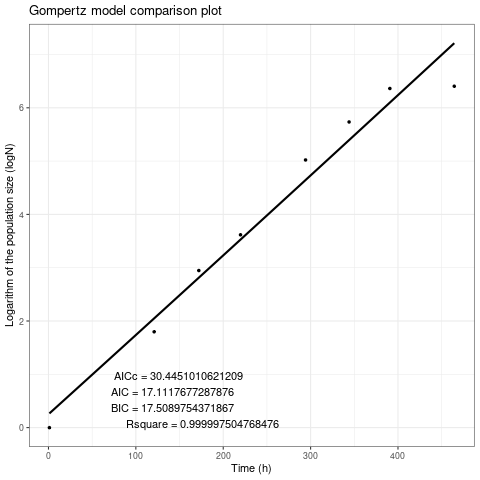 Gompertz model comparison plot
Logarithm of the population size (logN)
6
4
2
0
AICc = 30.4451010621209
AIC = 17.1117677287876
BIC = 17.5089754371867
Rsquare = 0.999997504768476
0 100 200 300 400
Time (h)